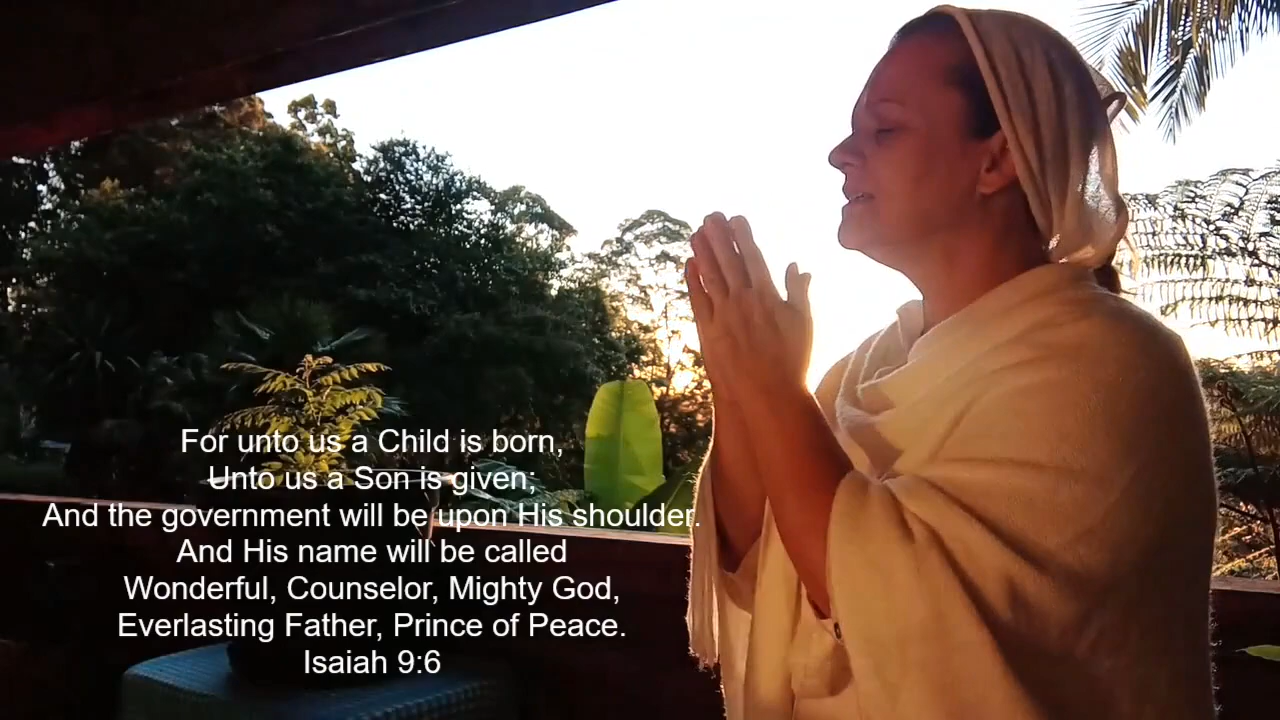 For unto us a Child is born,
Unto us a Son is given;
And the government will be upon His shoulder.
And His name will be called
Wonderful, Counselor, Mighty God,
Everlasting Father, Prince of Peace.
Isaiah 9:6